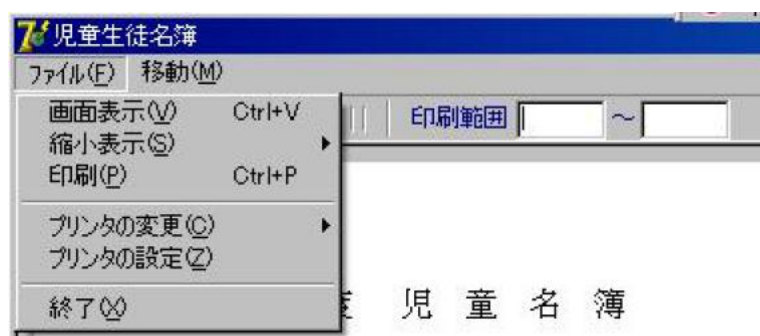 児童生徒名簿
ファイル(F) 移動(M)
画面表示(V) Ctrl+V
印刷範囲 ~
縮小表示(S)
印刷(P) Ctrl+P
プリンタの変更(C)
プリンタの設定(Z)
終了(X)
児童名簿